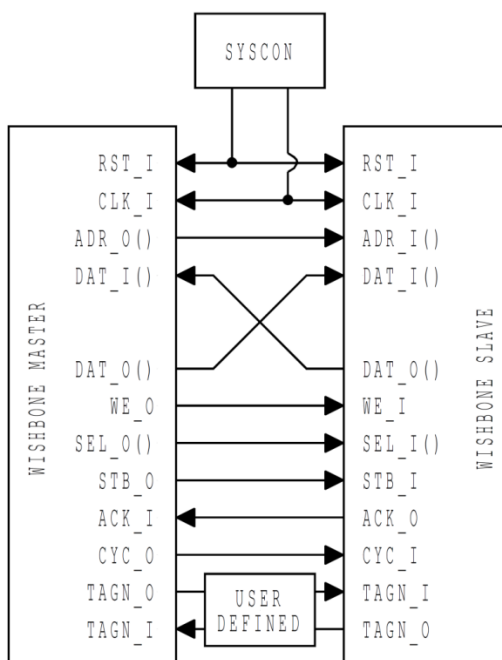 SYSCON
WISHBONE MASTER
RST_I
CLK_I
ADR_O()
DAT_I()
DAT_O()
WE_O
SEL_O()
STB_O
ACK_I
CYC_O
TAGN_O
TAGN_I
USER
DEFINED
RST_I
CLK_I
ADR_I()
DAT_I()
DAT_O()
WE_I
SEL_I()
STB_I
ACK_O
CYC_I
TAGN_I
TAGN_O
WISHBONE SLAVE